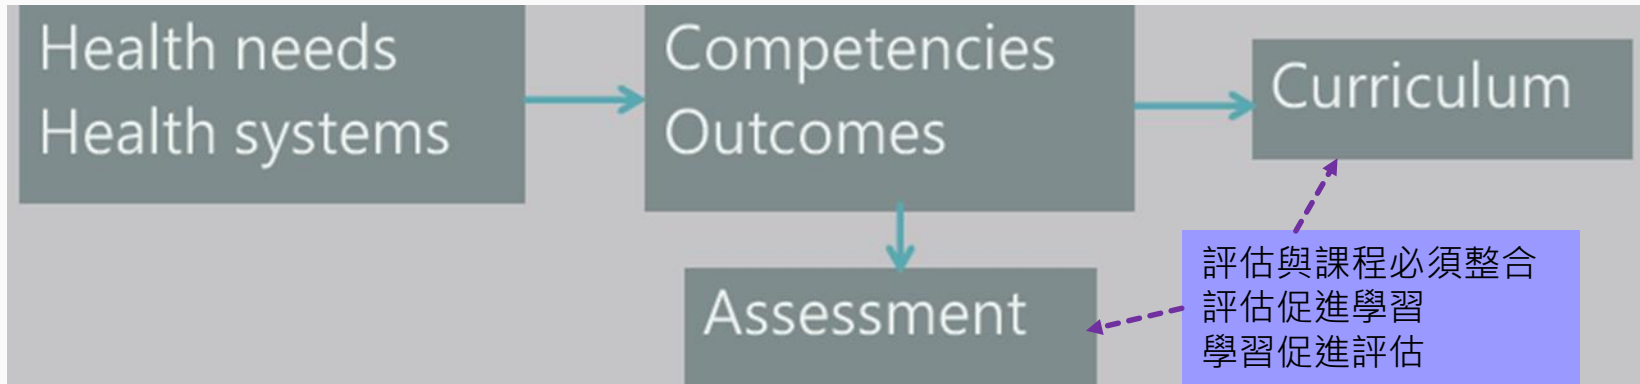 Health needs
Health systems
Competencies
Outcomes
Curriculum
Assessment
評估與課程必須整合
評估促進學習
學習促進評估